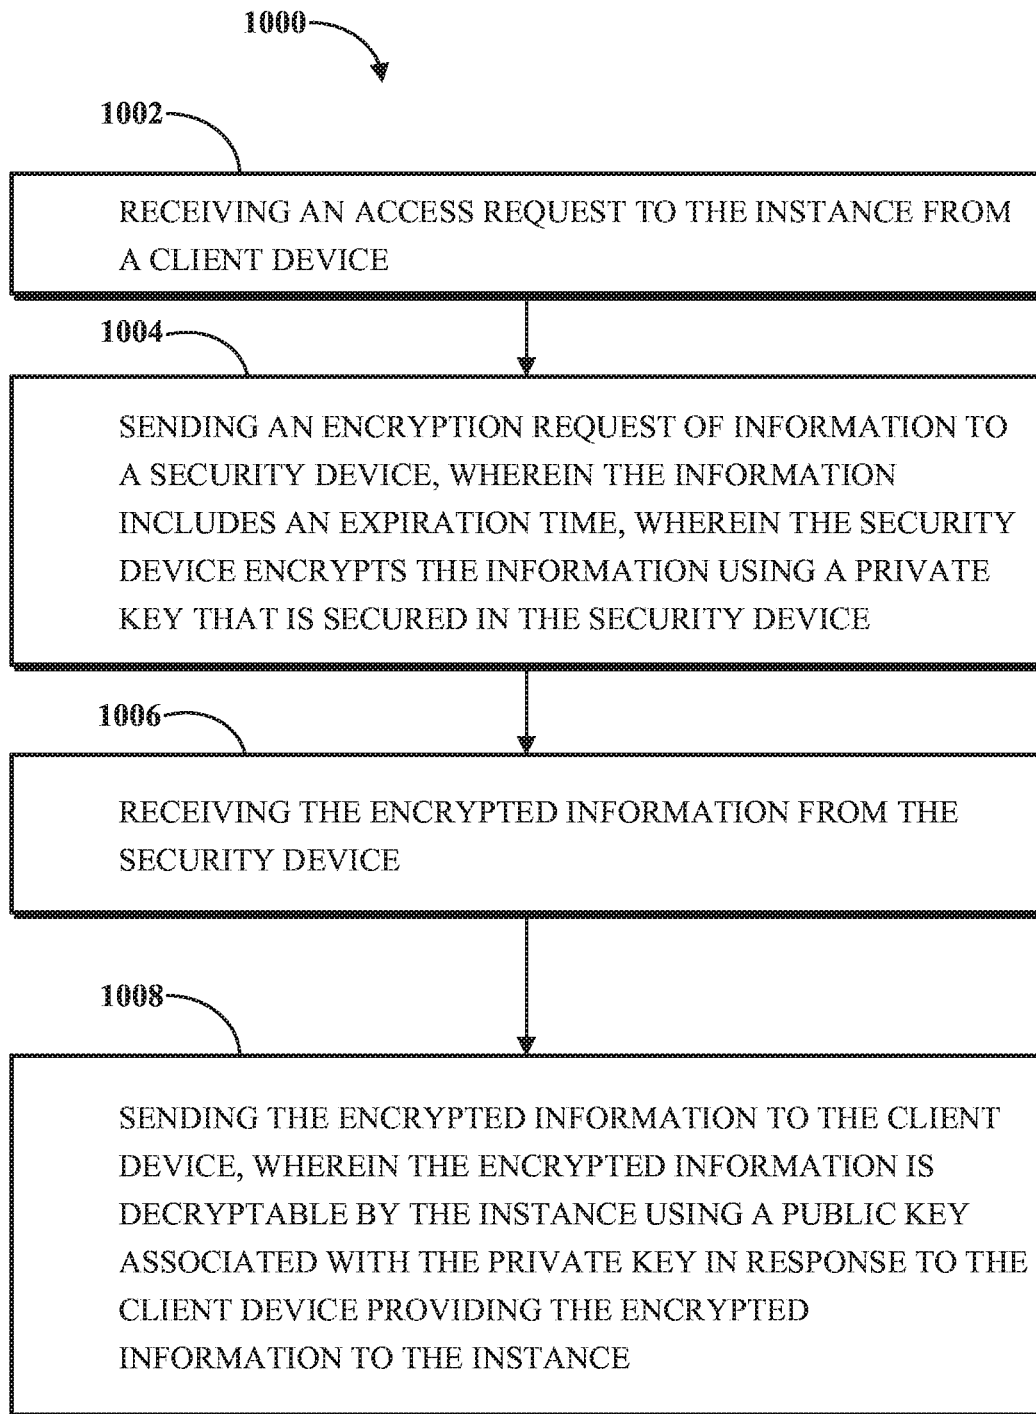 1000
1002
RECEIVING AN ACCESS REQUEST TO THE INSTANCE FROM
A CLIENT DEVICE
1004
SENDING AN ENCRYPTION REQUEST OF INFORMATION TO
A SECURITY DEVICE, WHEREIN THE INFORMATION
INCLUDES AN EXPIRATION TIME, WHEREIN THE SECURITY
DEVICE ENCRYPTS THE INFORMATION USING A PRIVATE
KEY THAT IS SECURED IN THE SECURITY DEVICE
1006
RECEIVING THE ENCRYPTED INFORMATION FROM THE
SECURITY DEVICE
1008
SENDING THE ENCRYPTED INFORMATION TO THE CLIENT
DEVICE, WHEREIN THE ENCRYPTED INFORMATION IS
DECRYPTABLE BY THE INSTANCE USING A PUBLIC KEY
ASSOCIATED WITH THE PRIVATE KEY IN RESPONSE TO THE
CLIENT DEVICE PROVIDING THE ENCRYPTED
INFORMATION TO THE INSTANCE